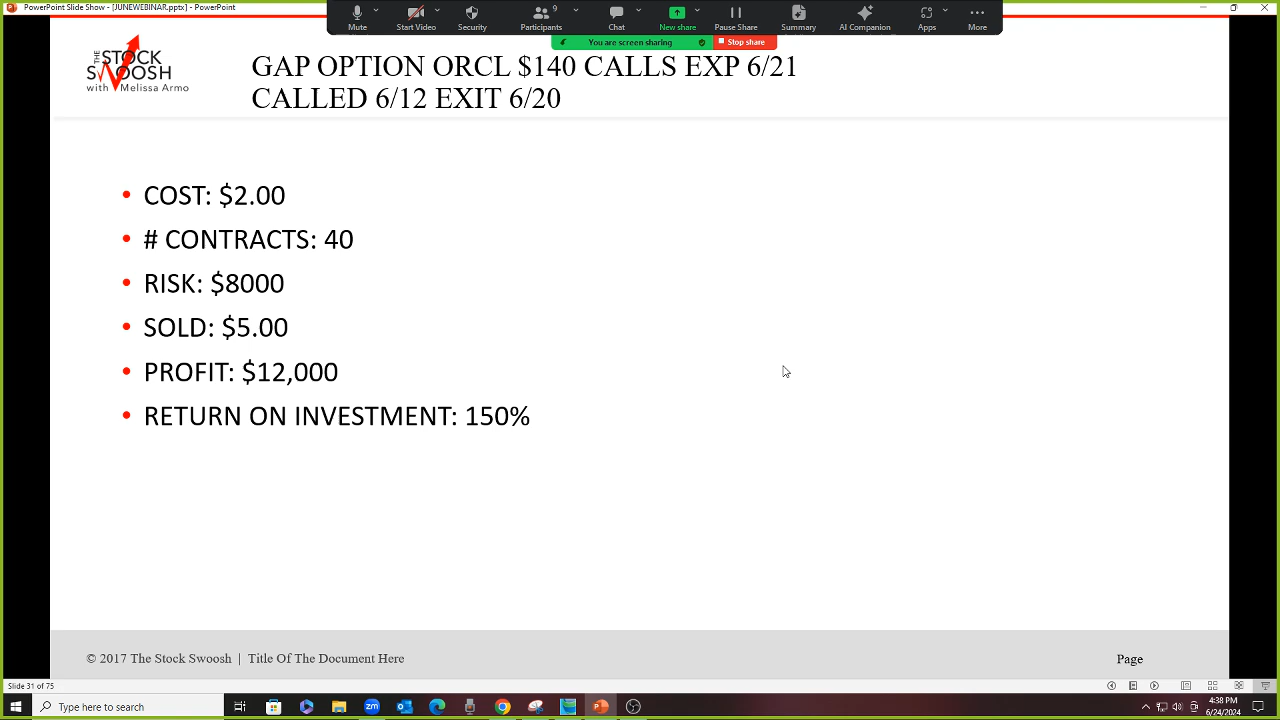 PowerPoint Slide Show - [JUNEWEBINAR.pptx] - PowerPoint
Mute
Start Video
Security
Participants
9
Chat
New share
Pause Share
Summary
AI Companion
Apps
More
You are screen sharing
Stop share
THE STOCK
SWOOSH
with Melissa Armo
GAP OPTION ORCL $140 CALLS EXP 6/21
CALLED 6/12 EXIT 6/20
• COST: $2.00
• # CONTRACTS: 40
• RISK: $8000
• SOLD: $5.00
• PROFIT: $12,000
• RETURN ON INVESTMENT: 150%
© 2017 The Stock Swoosh | Title Of The Document Here
Page
Slide 31 of 75
Type here to search
zm
4:38 PM
6/24/2024